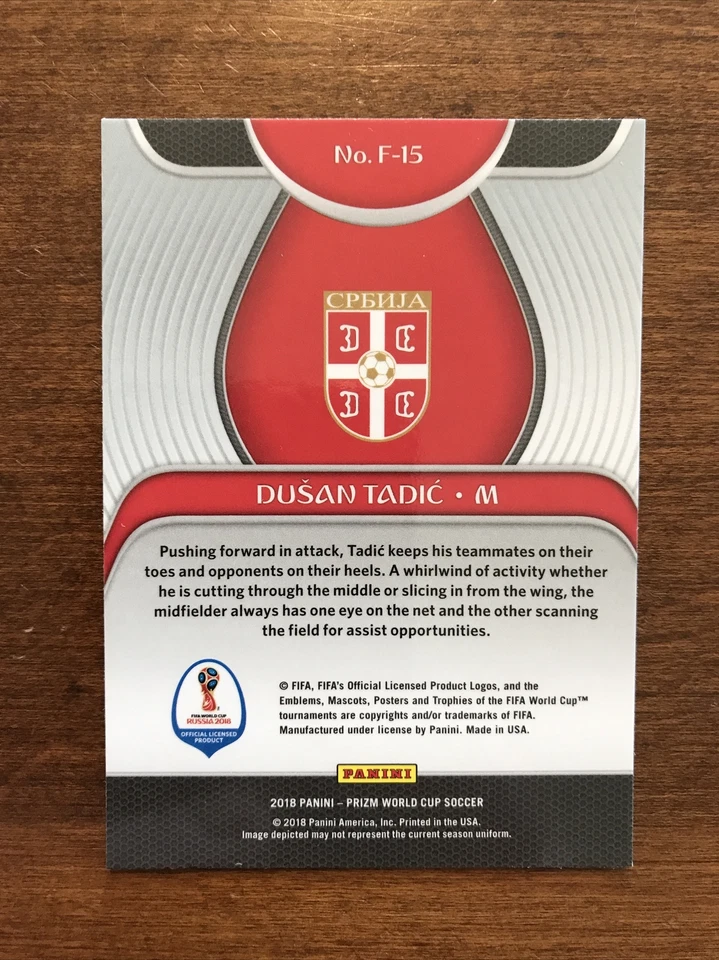 No. F-15
СРБИЈА
DUŠAN TADIĆ • M
Pushing forward in attack, Tadić keeps his teammates on their
toes and opponents on their heels. A whirlwind of activity whether
he is cutting through the middle or slicing in from the wing, the
midfielder always has one eye on the net and the other scanning
the field for assist opportunities.
FIFA WORLD CUP
RUSSIA 2018
OFFICIAL LICENSED
PRODUCT
© FIFA, FIFA's Official Licensed Product Logos, and the
Emblems, Mascots, Posters and Trophies of the FIFA World Cup™
tournaments are copyrights and/or trademarks of FIFA.
Manufactured under license by Panini. Made in USA.
PANINI
2018 PANINI – PRIZM WORLD CUP SOCCER
© 2018 Panini America, Inc. Printed in the USA.
Image depicted may not represent the current season uniform.